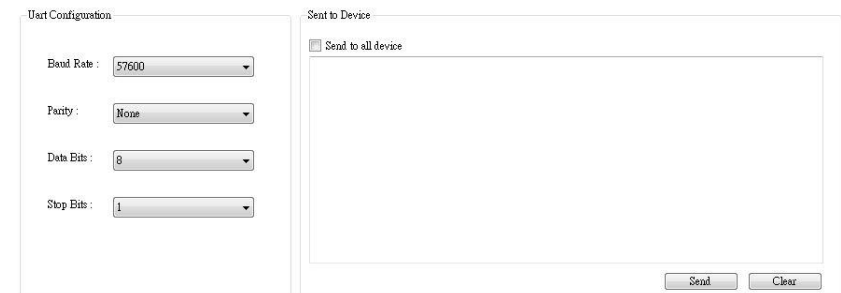 Uart Configuration
Baud Rate :
57600
Parity :
None
Data Bits :
8
Stop Bits :
1
Sent to Device
Send to all device
Send
Clear